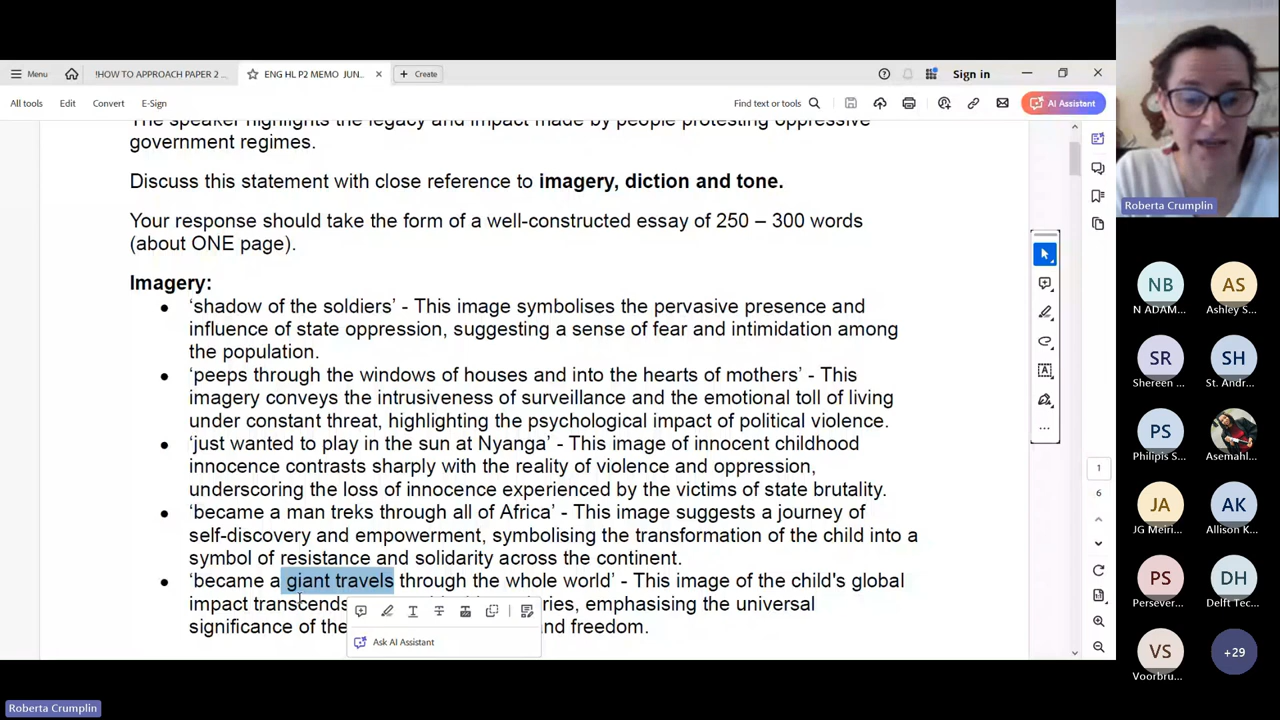 Menu
!HOW TO APPROACH PAPER 2 ...
ENG HL P2 MEMO JUN...
Create
Sign in
All tools
Edit
Convert
E-Sign
Find text or tools
AI Assistant
The speaker highlights the legacy and impact made by people protesting oppressive
government regimes.
Discuss this statement with close reference to imagery, diction and tone.
Your response should take the form of a well-constructed essay of 250 – 300 words
(about ONE page).
Imagery:
• ‘shadow of the soldiers’ - This image symbolises the pervasive presence and
influence of state oppression, suggesting a sense of fear and intimidation among
the population.
• ‘peeps through the windows of houses and into the hearts of mothers’ - This
imagery conveys the intrusiveness of surveillance and the emotional toll of living
under constant threat, highlighting the psychological impact of political violence.
• ‘just wanted to play in the sun at Nyanga’ - This image of innocent childhood
innocence contrasts sharply with the reality of violence and oppression,
underscoring the loss of innocence experienced by the victims of state brutality.
• ‘became a man treks through all of Africa’ - This image suggests a journey of
self-discovery and empowerment, symbolising the transformation of the child into a
symbol of resistance and solidarity across the continent.
• ‘became a giant travels through the whole world’ - This image of the child's global
impact transcends ries, emphasising the universal
significance of the nd freedom.
Ask AI Assistant
1
6
Roberta Crumplin
NB
N ADAM...
AS
Ashley S...
SR
Shereen ...
SH
St. Andr...
PS
Philipis S...
Asemahl...
JA
JG Meiri...
AK
Allison K...
PS
Persever...
DH
Delft Tec...
VS
Voorbru...
+29
Roberta Crumplin